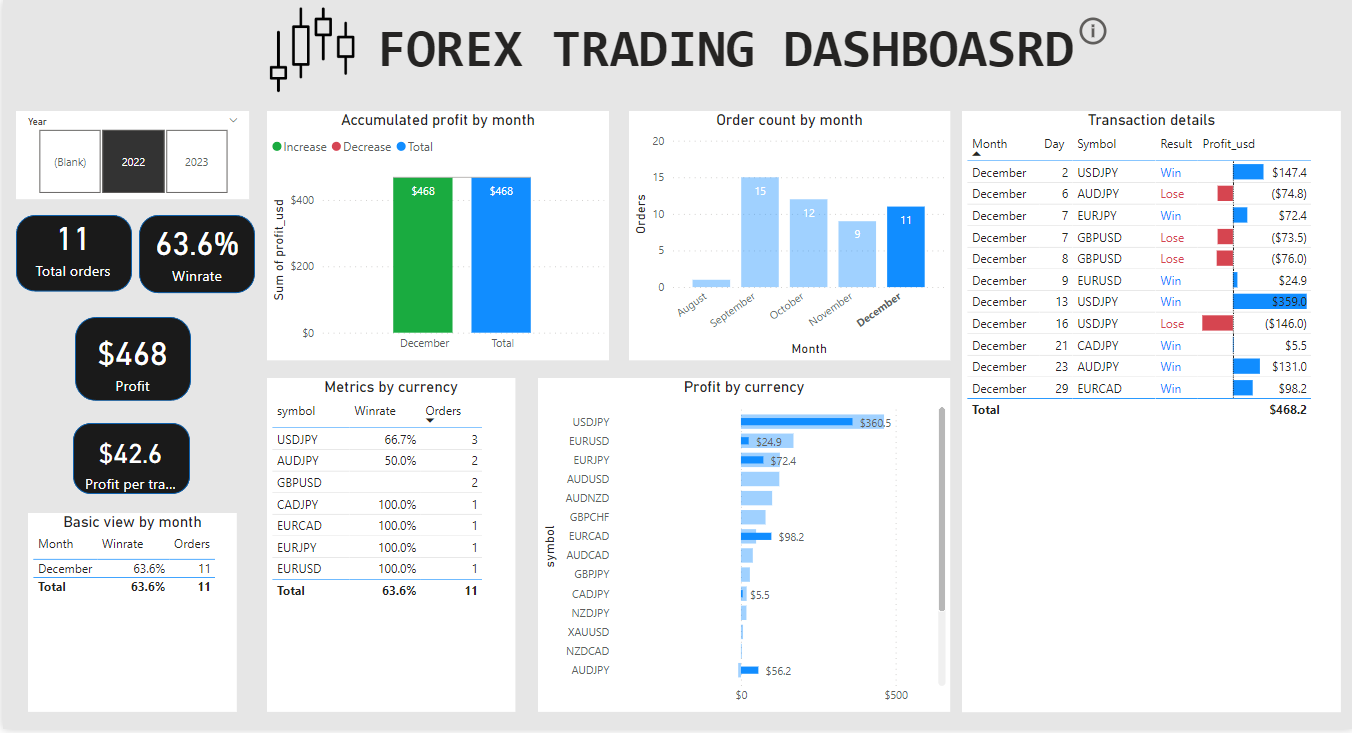 FOREX TRADING DASHBOASRD
Year
(Blank)
2022
2023
11
Total orders
63.6%
Winrate
$468
Profit
$42.6
Profit per tra...
Basic view by month
Month Winrate Orders
December 63.6% 11
Total 63.6% 11
Accumulated profit by month
Increase Decrease Total
Sum of profit_usd
$400
$200
$0
$468
$468
December
Total
Order count by month
Orders
20
15
10
5
0
15
12
9
11
August
September
October
November
December
Month
Metrics by currency
symbol Winrate Orders
USDJPY 66.7% 3
AUDJPY 50.0% 2
GBPUSD 2
CADJPY 100.0% 1
EURCAD 100.0% 1
EURJPY 100.0% 1
EURUSD 100.0% 1
Total 63.6% 11
Profit by currency
symbol
USDJPY $360.5
EURUSD $24.9
EURJPY $72.4
AUDUSD
AUDNZD
GBPCHF
EURCAD $98.2
AUDCAD
GBPJPY
CADJPY $5.5
NZDJPY
XAUUSD
NZDCAD
AUDJPY $56.2
$0 $500
Transaction details
Month Day Symbol Result Profit_usd
December 2 USDJPY Win $147.4
December 6 AUDJPY Lose ($74.8)
December 7 EURJPY Win $72.4
December 7 GBPUSD Lose ($73.5)
December 8 GBPUSD Lose ($76.0)
December 9 EURUSD Win $24.9
December 13 USDJPY Win $359.0
December 16 USDJPY Lose ($146.0)
December 21 CADJPY Win $5.5
December 23 AUDJPY Win $131.0
December 29 EURCAD Win $98.2
Total $468.2